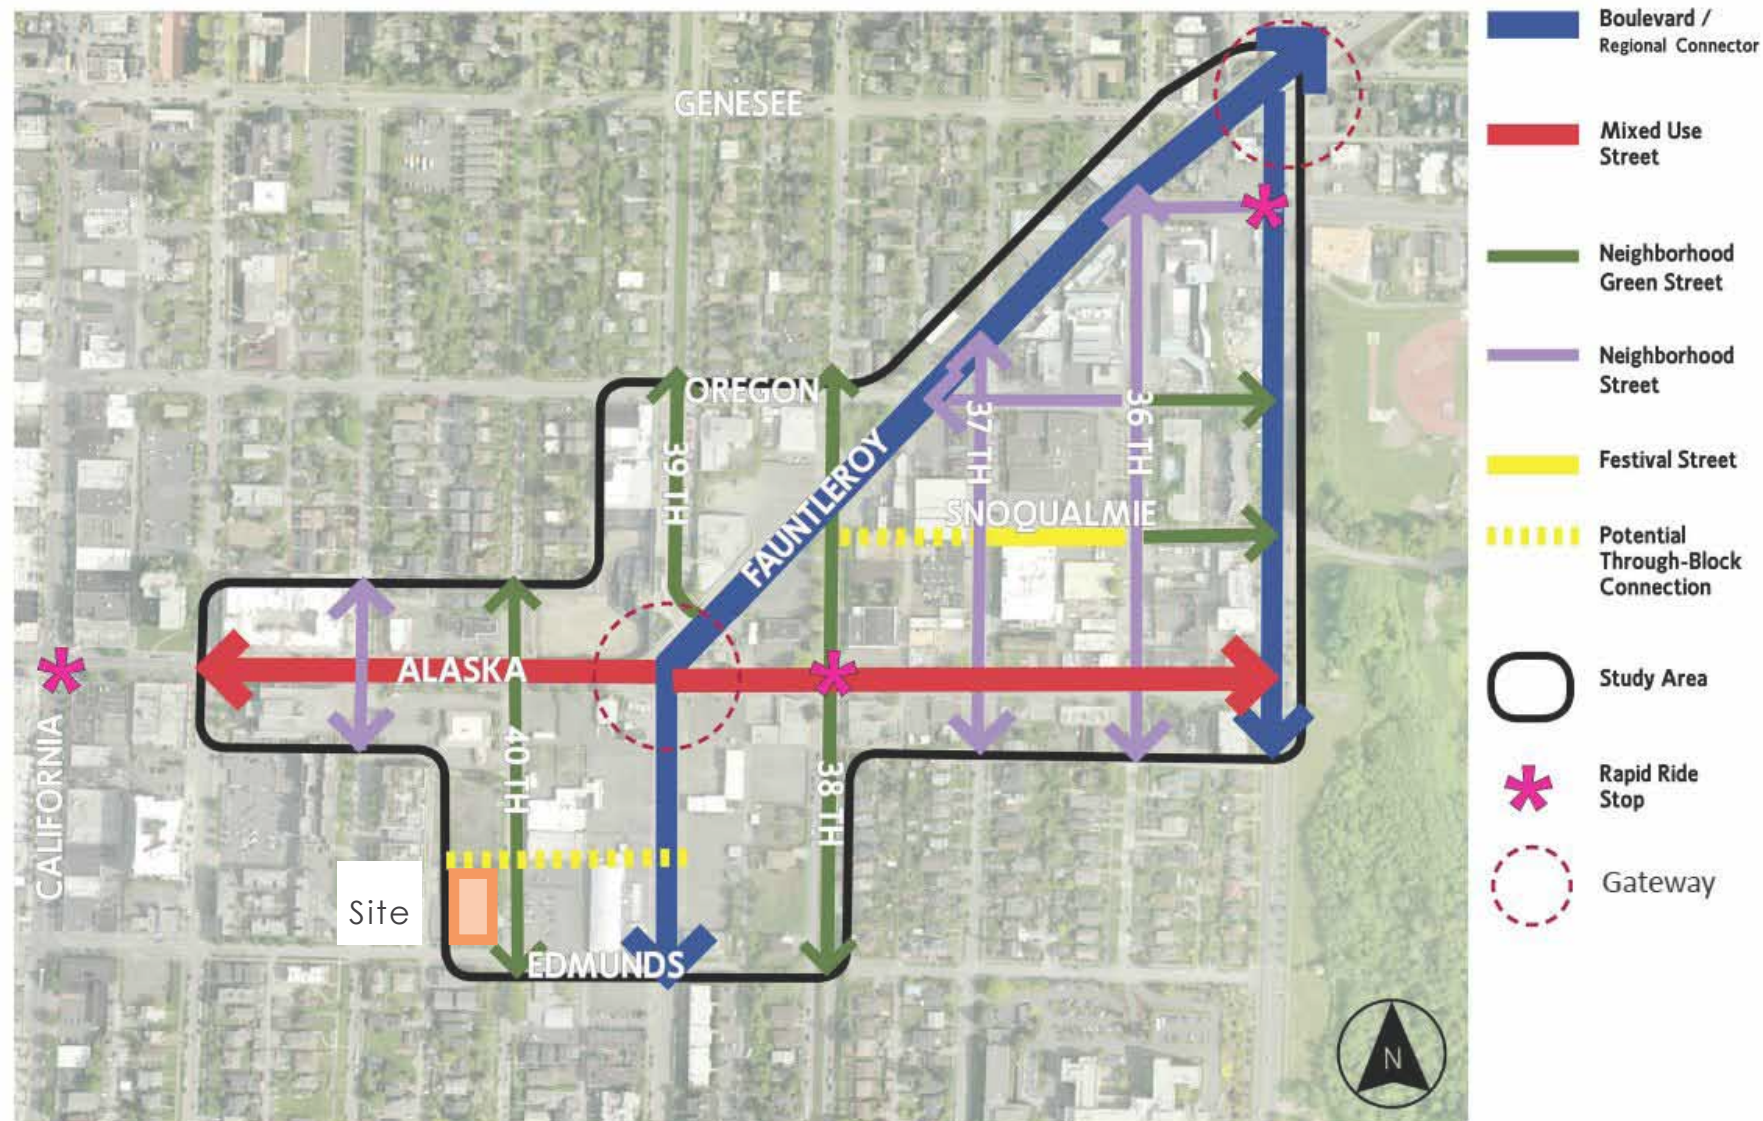 GENESEE
OREGON
39TH
FAUNTLEROY
37TH
36TH
SNOQUALMIE
ALASKA
40TH
38TH
CALIFORNIA
Site
EDMUNDS
N
Boulevard /
Regional Connector
Mixed Use
Street
Neighborhood
Green Street
Neighborhood
Street
Festival Street
Potential
Through-Block
Connection
Study Area
Rapid Ride
Stop
Gateway